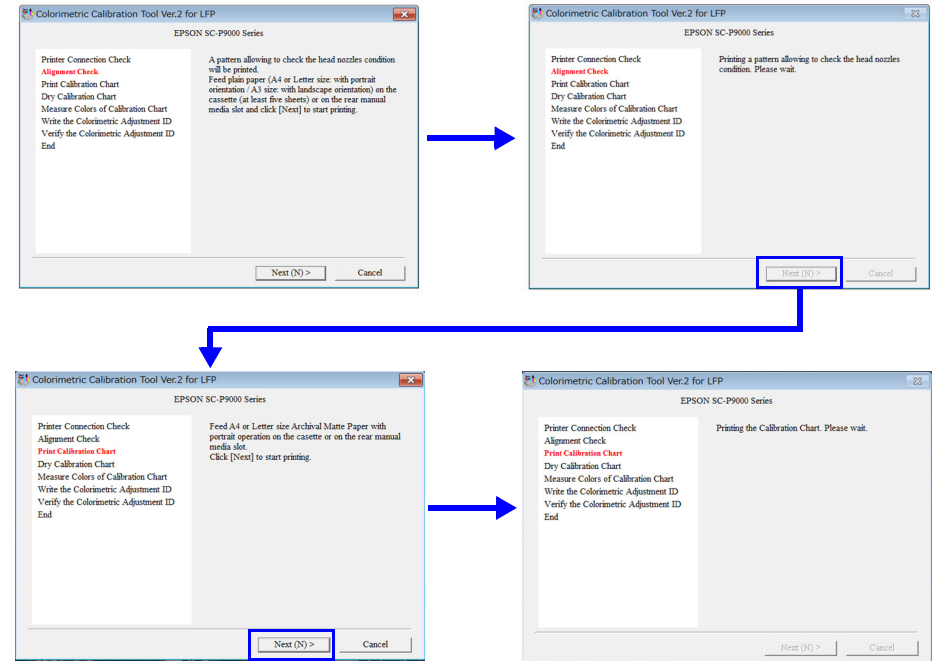 Colorimetric Calibration Tool Ver.2 for LFP
EPSON SC-P9000 Series
Printer Connection Check
Alignment Check
Print Calibration Chart
Dry Calibration Chart
Measure Colors of Calibration Chart
Write the Colorimetric Adjustment ID
Verify the Colorimetric Adjustment ID
End
A pattern allowing to check the head nozzles condition
will be printed.
Feed plain paper (A4 or Letter size: with portrait
orientation / A3 size: with landscape orientation) on the
cassette (at least five sheets) or on the rear manual
media slot and click [Next] to start printing.
Next (N) >
Cancel
Colorimetric Calibration Tool Ver.2 for LFP
EPSON SC-P9000 Series
Printer Connection Check
Alignment Check
Print Calibration Chart
Dry Calibration Chart
Measure Colors of Calibration Chart
Write the Colorimetric Adjustment ID
Verify the Colorimetric Adjustment ID
End
Printing a pattern allowing to check the head nozzles
condition. Please wait.
Next (N) >
Cancel
Colorimetric Calibration Tool Ver.2 for LFP
EPSON SC-P9000 Series
Printer Connection Check
Alignment Check
Print Calibration Chart
Dry Calibration Chart
Measure Colors of Calibration Chart
Write the Colorimetric Adjustment ID
Verify the Colorimetric Adjustment ID
End
Feed A4 or Letter size Archival Matte Paper with
portrait operation on the casette or on the rear manual
media slot.
Click [Next] to start printing.
Next (N) >
Cancel
Colorimetric Calibration Tool Ver.2 for LFP
EPSON SC-P9000 Series
Printer Connection Check
Alignment Check
Print Calibration Chart
Dry Calibration Chart
Measure Colors of Calibration Chart
Write the Colorimetric Adjustment ID
Verify the Colorimetric Adjustment ID
End
Printing the Calibration Chart. Please wait.
Next (N) >
Cancel